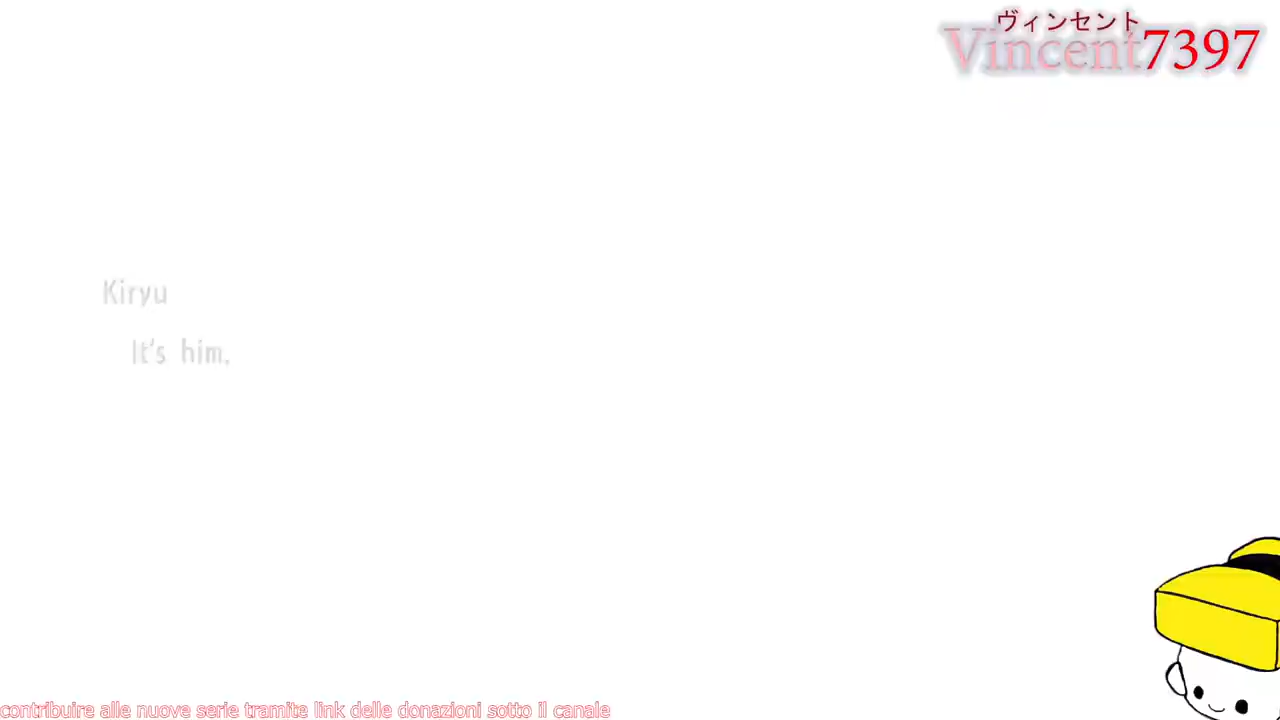 ヴィンセント
Vincent7397
Kiryu
It's him.
contribuire alle nuove serie tramite link delle donazioni sotto il canale